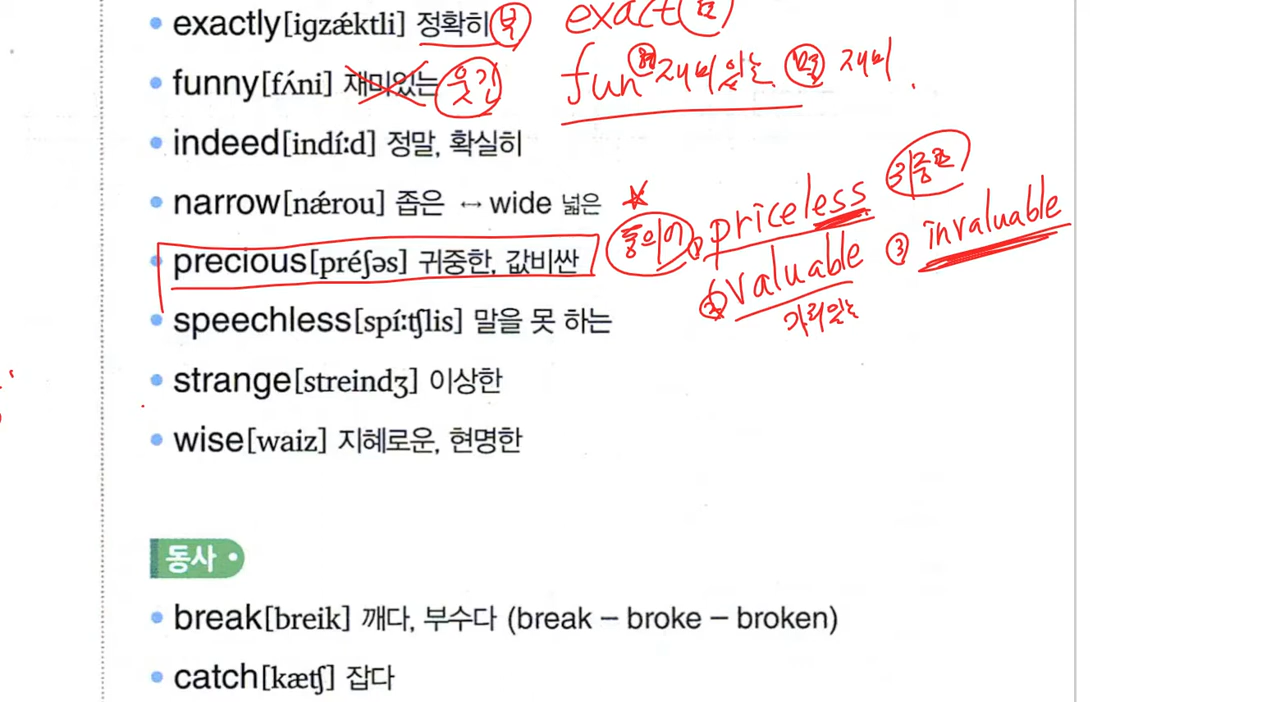 exactly[iɡzǽktli] 정확히 부 exact 형
funny[fʌ́ni] 재미있는 웃긴 fun 형 재미있는 명 재미.
indeed[indíːd] 정말, 확실히
narrow[nǽrou] 좁은 ↔ wide 넓은
precious[préʃəs] 귀중한, 값비싼 동의어 ① priceless 귀중한
② valuable ③ invaluable
가치있는
speechless[spíːtʃlis] 말을 못 하는
strange[streindʒ] 이상한
wise[waiz] 지혜로운, 현명한
동사
break[breik] 깨다, 부수다 (break – broke – broken)
catch[kætʃ] 잡다